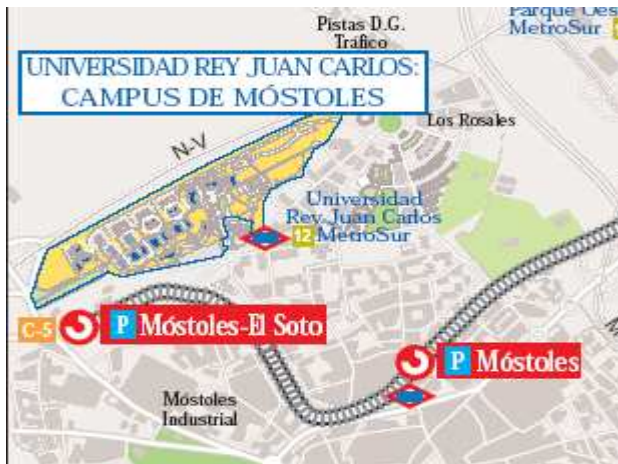 Parque Oes
MetroSur
Pistas D.G.
Tráfico
UNIVERSIDAD REY JUAN CARLOS:
CAMPUS DE MÓSTOLES
N-V
Los Rosales
Universidad
Rey Juan Carlos
12 MetroSur
C-5
P Móstoles-El Soto
P Móstoles
Móstoles
Industrial